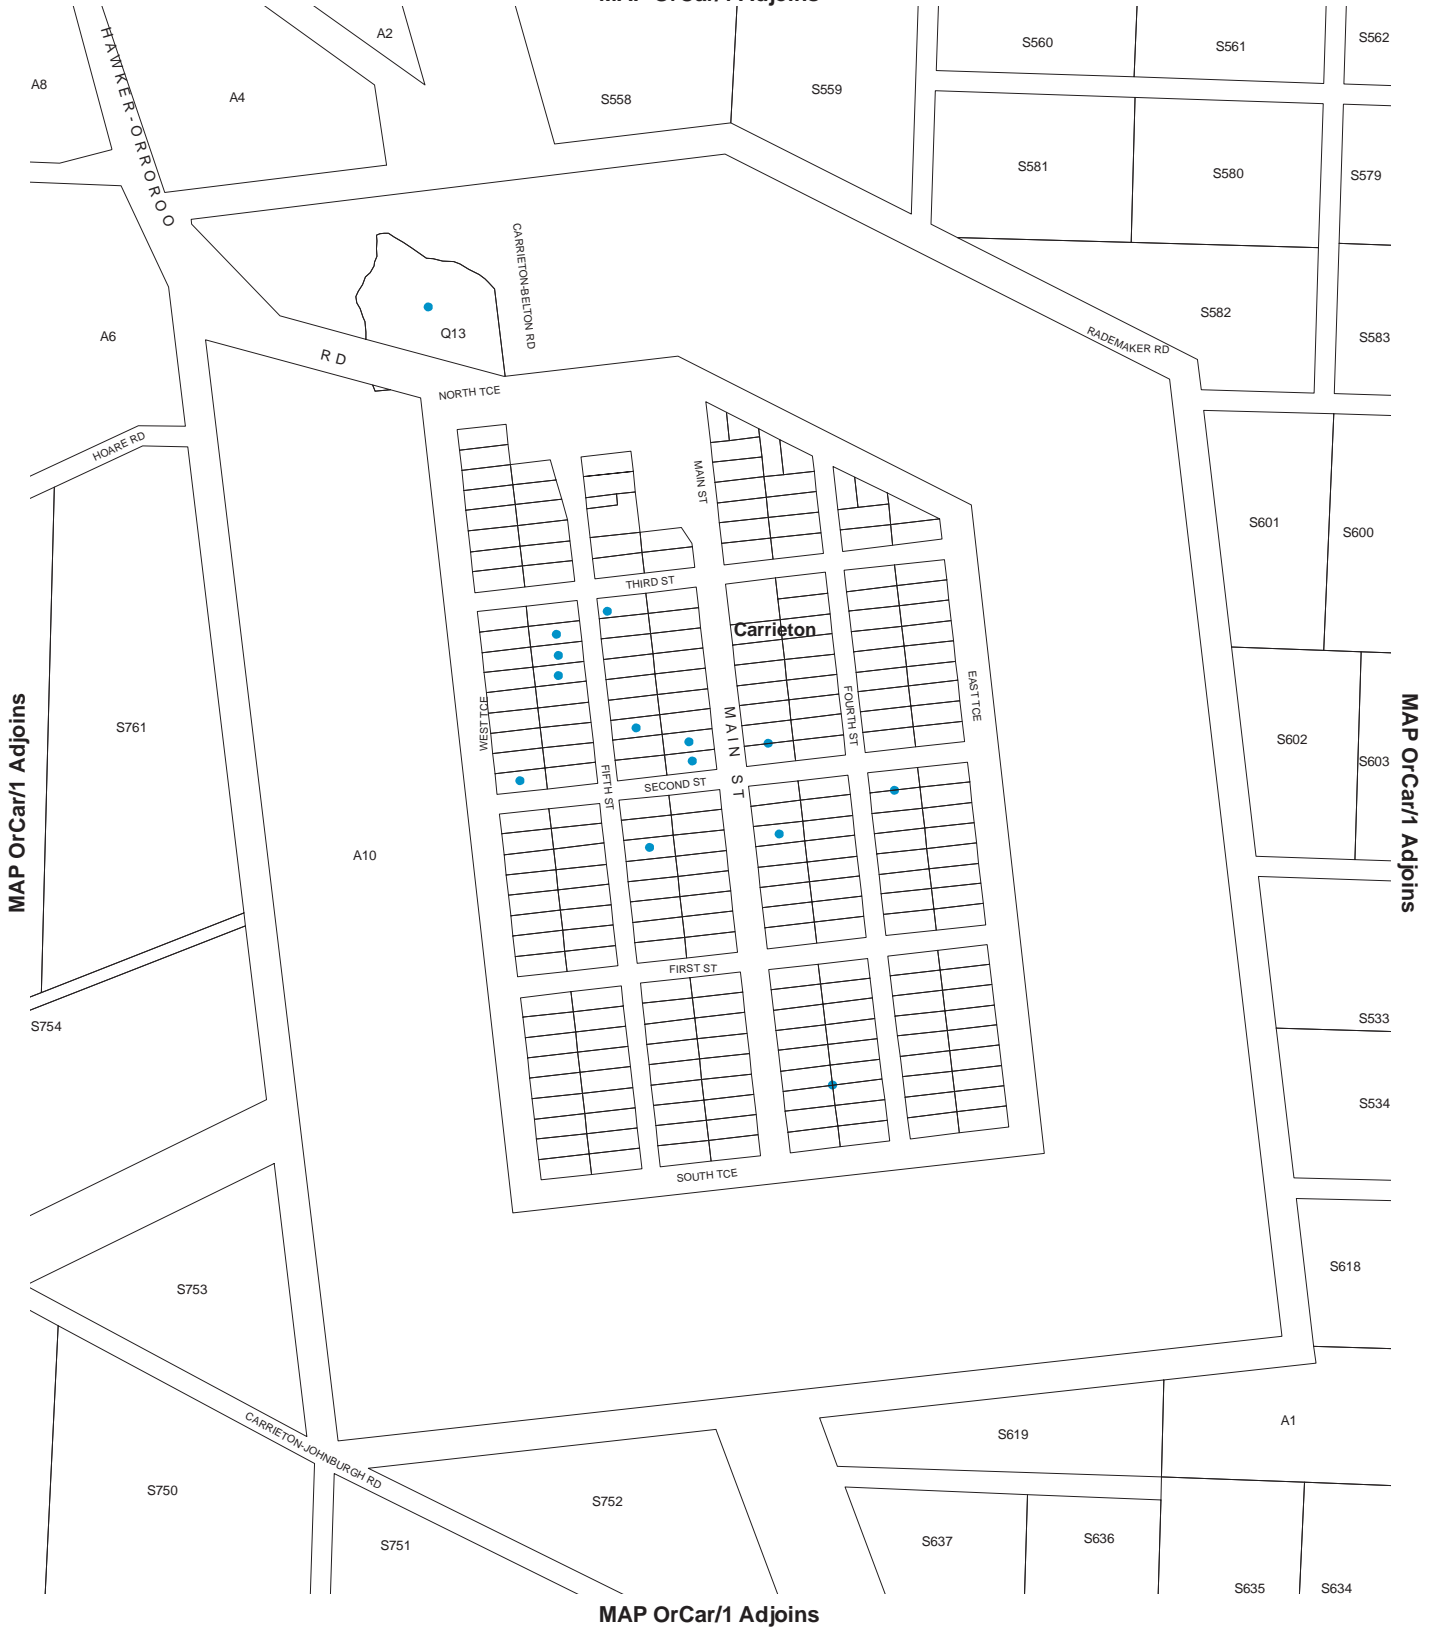 A2
A8
A4
S558
S559
S560
S561
S562
HAWKER-ORROROO
S581
S580
S579
CARRIETON-BELTON RD
A6
Q13
S582
S583
RADEMAKER RD
RD
NORTH TCE
HOARE RD
MAIN ST
S601
S600
THIRD ST
Carrieton
S761
WEST TCE
FOURTH ST
EAST TCE
MAIN ST
S602
S603
MAP OrCar/1 Adjoins
MAP OrCar/1 Adjoins
FIFTH ST
SECOND ST
A10
FIRST ST
S754
S533
S534
SOUTH TCE
S753
S618
CARRIETON-JOHNBURGH RD
S619
A1
S750
S752
S751
S637
S636
S635
S634
MAP OrCar/1 Adjoins